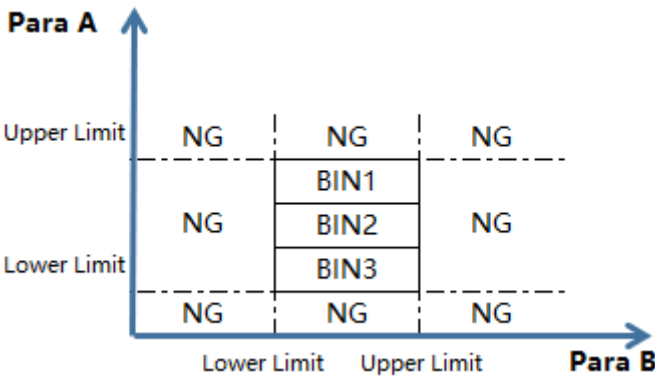 Para A
Upper Limit NG NG NG
BIN1
NG BIN2 NG
Lower Limit BIN3
NG NG NG
Lower Limit Upper Limit Para B